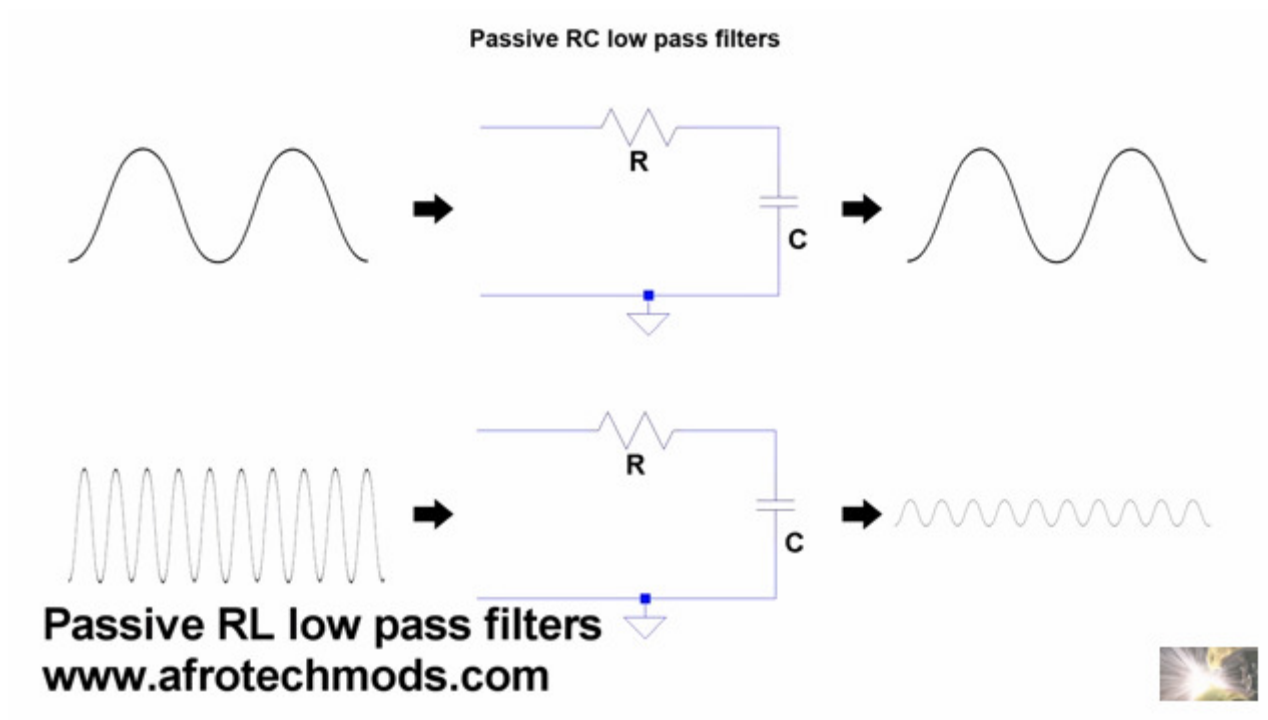 Passive RC low pass filters
R
C
R
C
Passive RL low pass filters
www.afrotechmods.com